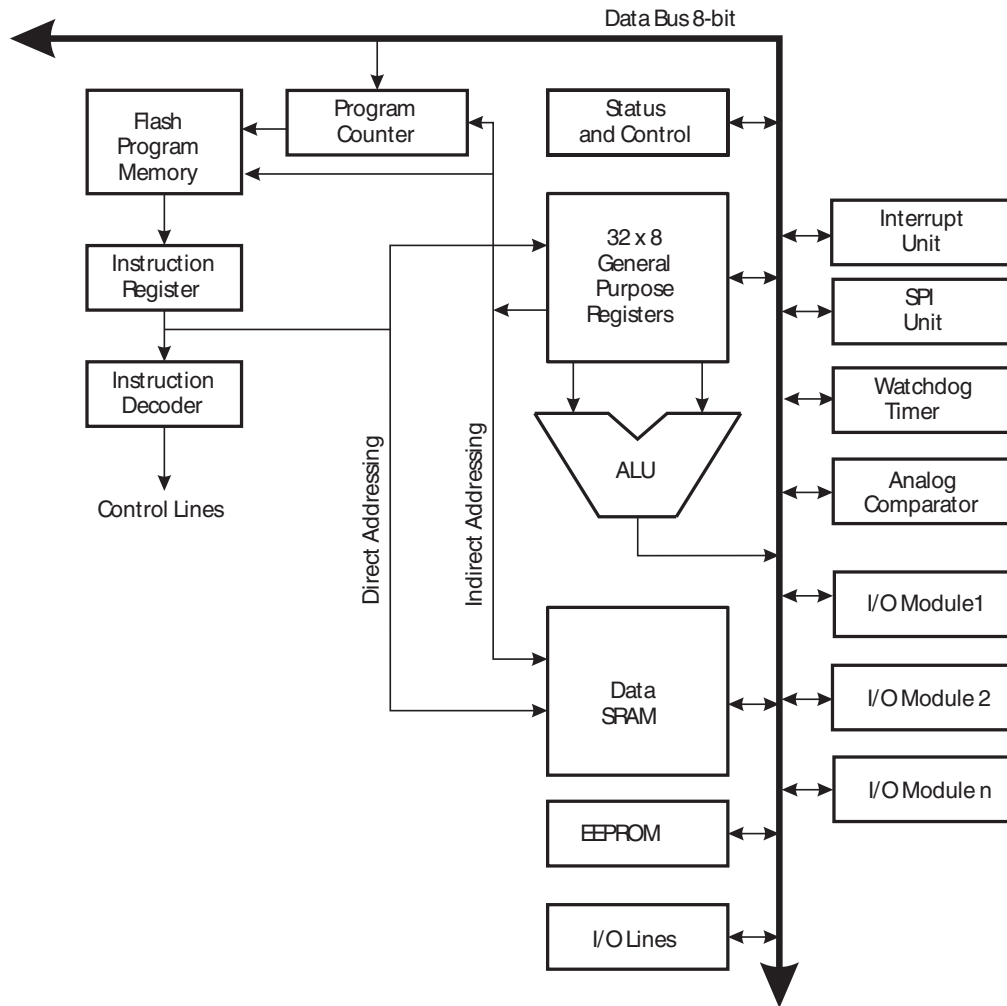 Data Bus 8-bit
Flash
Program
Memory
Program
Counter
Status
and Control
32 x 8
General
Purpose
Registers
Interrupt
Unit
Instruction
Register
SPI
Unit
Instruction
Decoder
Watchdog
Timer
ALU
Analog
Comparator
Control Lines
Direct Addressing
Indirect Addressing
I/O Module1
Data
SRAM
I/O Module 2
I/O Module n
EEPROM
I/O Lines